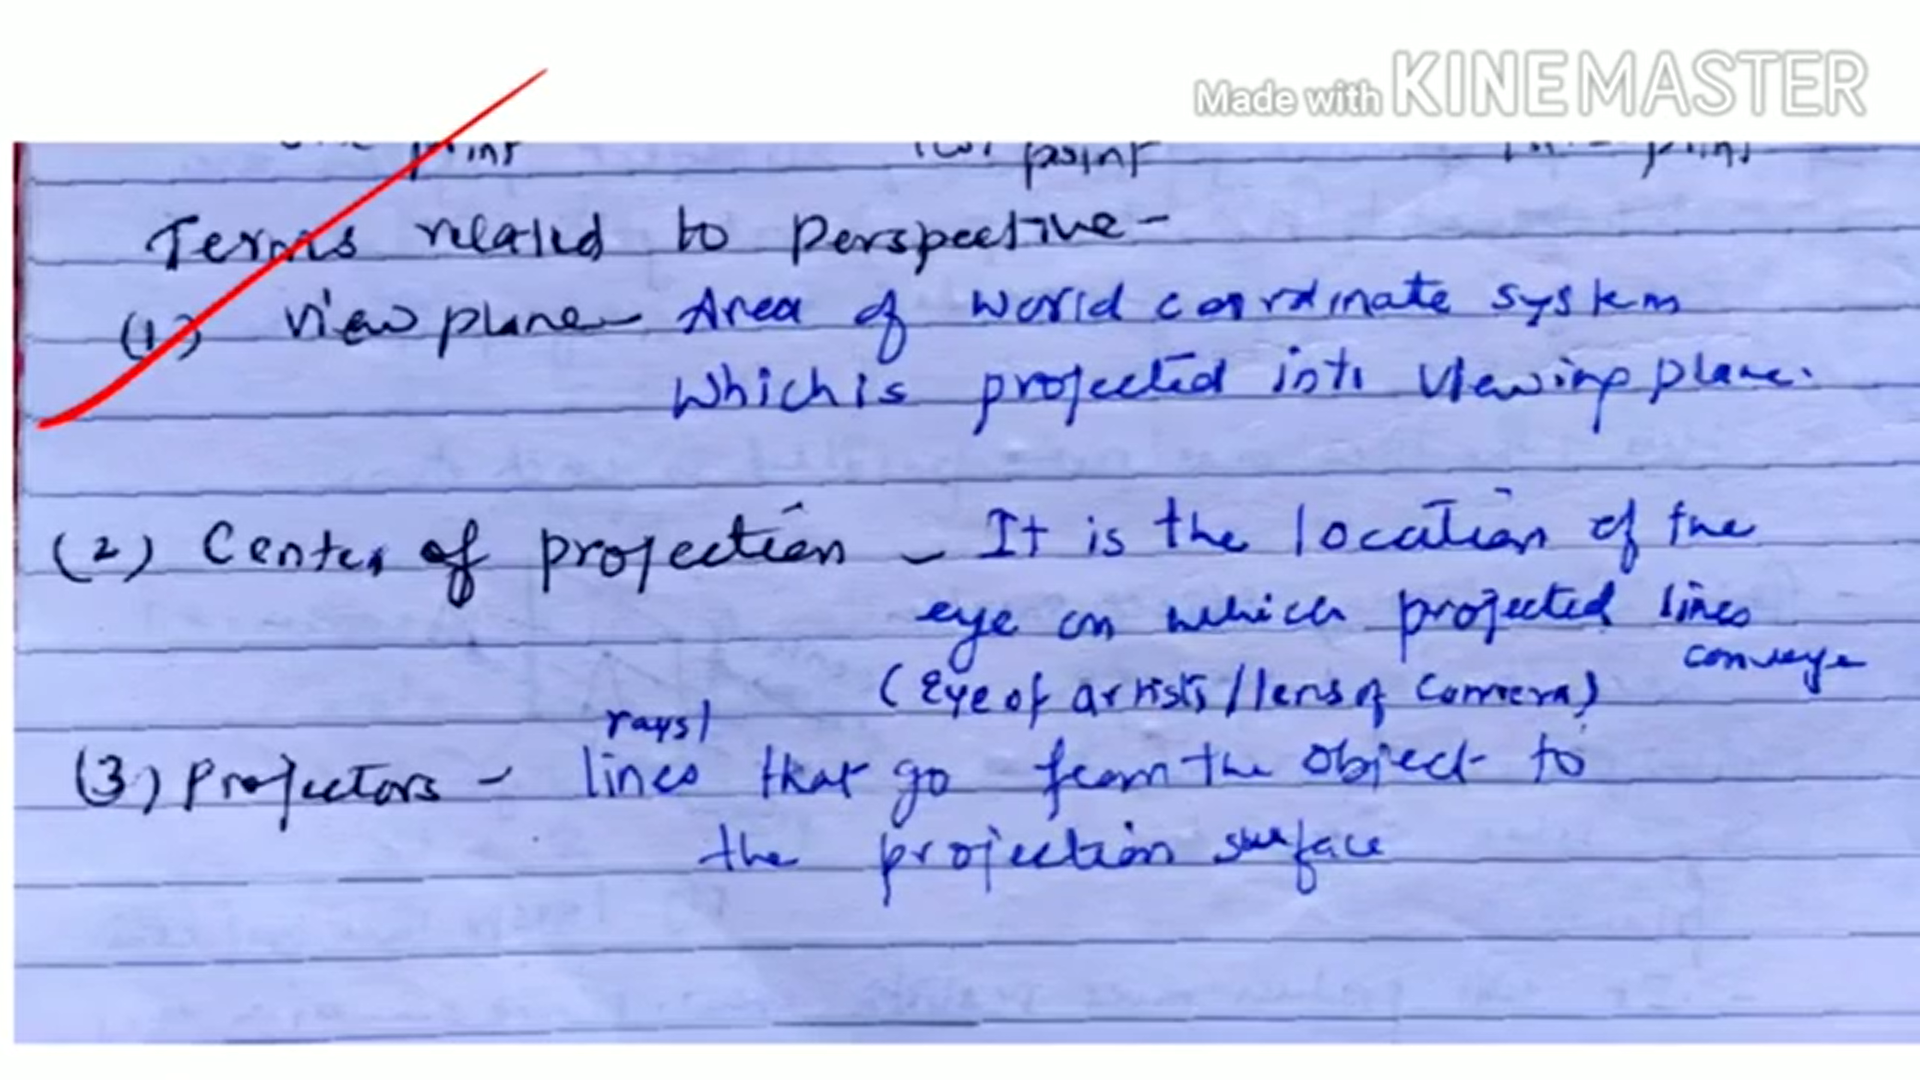 Made with KINEMASTER
point point point
Terms related to Perspective -
(1) View plane - Area of world coordinate system
Which is projected into viewing plane.
(2) Center of projection - It is the location of the
eye on which projected lines
converge
(Eye of artists / lens of camera)
rays /
(3) Projectors - lines that go from the object to
the projection surface